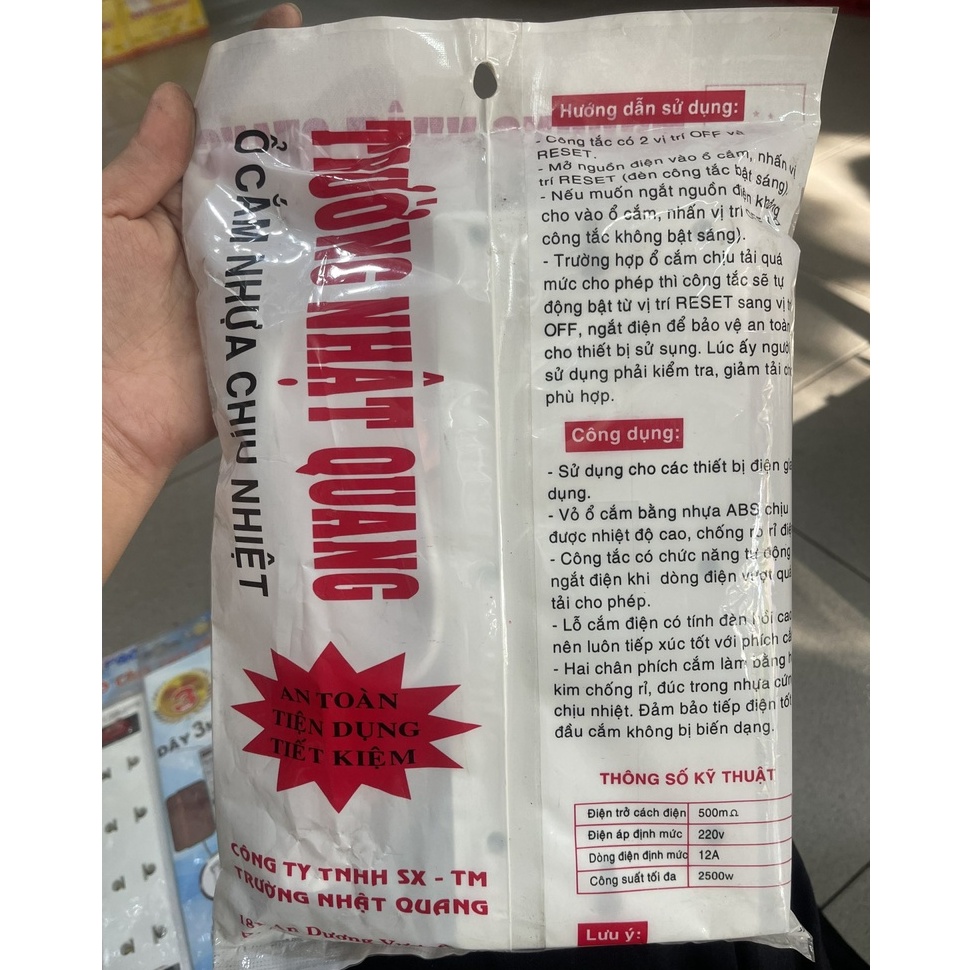 Ổ CẮM NHỰA CHỊU NHIỆT
TRƯỜNG NHẬT QUANG
AN TOÀN
TIỆN DỤNG
TIẾT KIỆM
CÔNG TY TNHH SX - TM
TRƯỜNG NHẬT QUANG
An Dương
Hướng dẫn sử dụng:
- Công tắc có 2 vị trí OFF và
RESET.
- Mở nguồn điện vào ổ cắm, nhấn vị
trí RESET (đèn công tắc bật sáng)
- Nếu muốn ngắt nguồn điện không
cho vào ổ cắm, nhấn vị trí OFF
công tắc không bật sáng).
- Trường hợp ổ cắm chịu tải quá
mức cho phép thì công tắc sẽ tự
động bật từ vị trí RESET sang vị
OFF, ngắt điện để bảo vệ an toàn
cho thiết bị sử sụng. Lúc ấy người
sử dụng phải kiểm tra, giảm tải
phù hợp.
Công dụng:
- Sử dụng cho các thiết bị điện gia
dụng.
- Vỏ ổ cắm bằng nhựa ABS chịu
được nhiệt độ cao, chống rò rỉ
- Công tắc có chức năng tự động
ngắt điện khi dòng điện vượt quá
tải cho phép.
- Lỗ cắm điện có tính đàn hồi cao
nên luôn tiếp xúc tốt với phích
- Hai chân phích cắm làm bằng
kim chống rỉ, đúc trong nhựa cứng
chịu nhiệt. Đảm bảo tiếp điện tốt
đầu cắm không bị biến dạng.
THÔNG SỐ KỸ THUẬT
Điện trở cách điện 500mΩ
Điện áp định mức 220v
Dòng điện định mức 12A
Công suất tối đa 2500w
Lưu ý:
DÂY